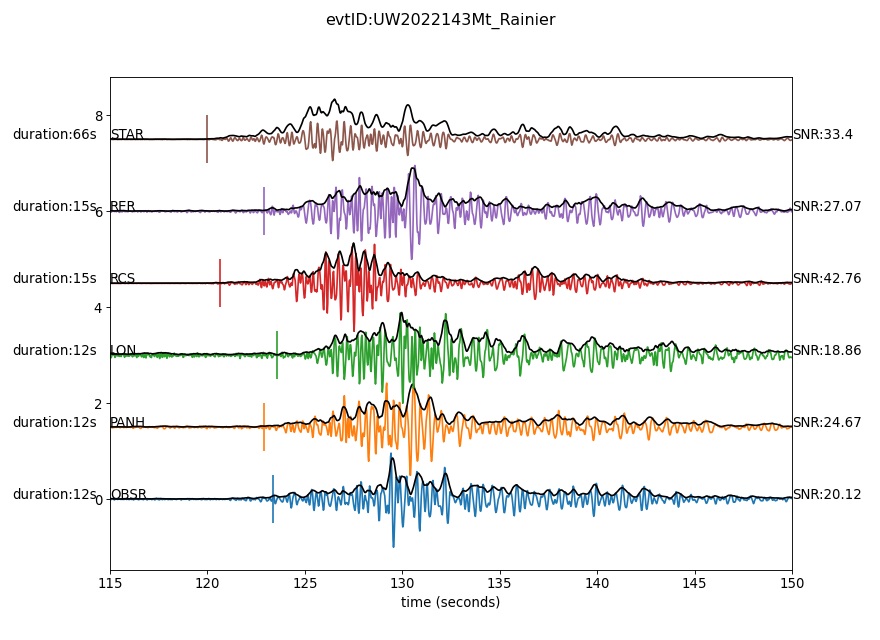 evtID:UW2022143Mt_Rainier
8
duration:66s STAR SNR:33.4
duration:15s RER SNR:27.07
6
duration:15s RCS SNR:42.76
4
duration:12s LON SNR:18.86
2
duration:12s PANH SNR:24.67
duration:12s OBSR SNR:20.12
0
115 120 125 130 135 140 145 150
time (seconds)